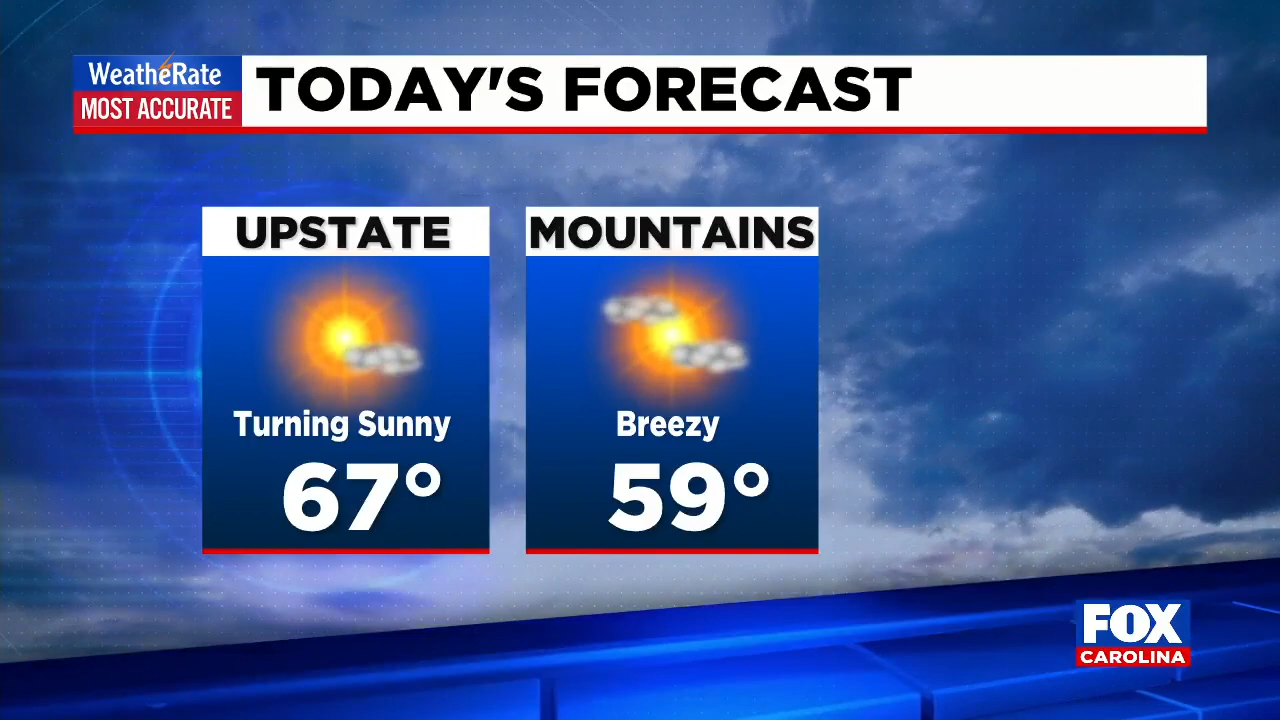 WeatheRate
MOST ACCURATE
TODAY'S FORECAST
UPSTATE
Turning Sunny
67°
MOUNTAINS
Breezy
59°
FOX
CAROLINA